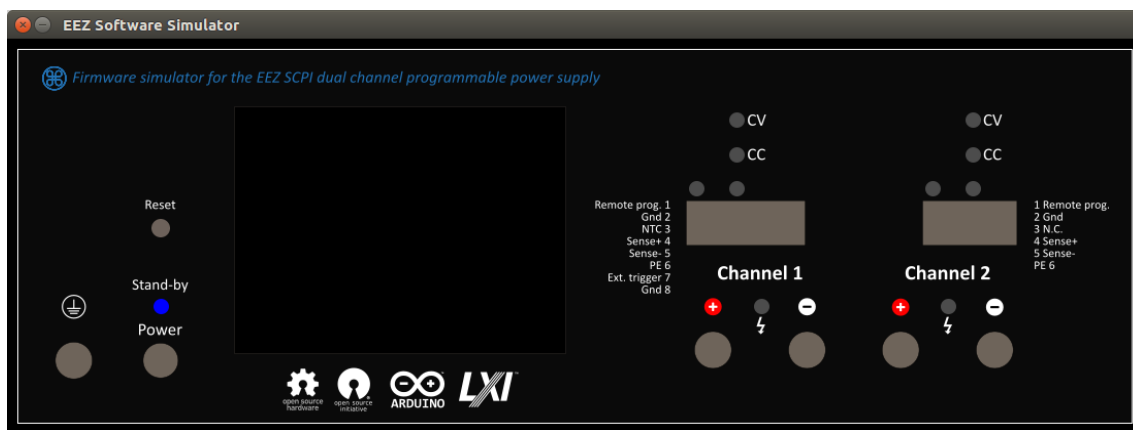 EEZ Software Simulator
Firmware simulator for the EEZ SCPI dual channel programmable power supply
CV
CC
CV
CC
Reset
Stand-by
Power
Remote prog. 1
Gnd 2
NTC 3
Sense+ 4
Sense- 5
PE 6
Ext. trigger 7
Gnd 8
1 Remote prog.
2 Gnd
3 N.C.
4 Sense+
5 Sense-
PE 6
Channel 1
Channel 2
open source
hardware
open source
initiative
ARDUINO
LXI